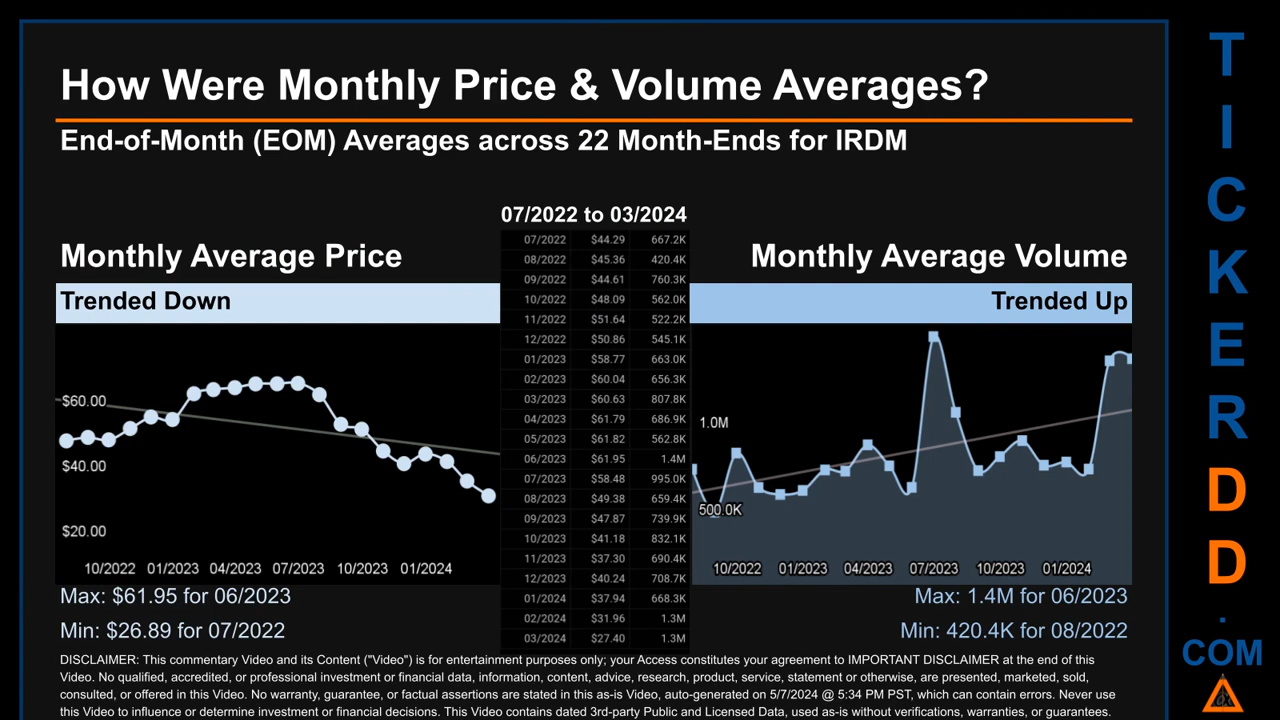 How Were Monthly Price & Volume Averages?
End-of-Month (EOM) Averages across 22 Month-Ends for IRDM
07/2022 to 03/2024
Monthly Average Price
Trended Down
$60.00
$40.00
$20.00
10/2022 01/2023 04/2023 07/2023 10/2023 01/2024
Max: $61.95 for 06/2023
Min: $26.89 for 07/2022
07/2022 $44.29 667.2K
08/2022 $45.36 420.4K
09/2022 $44.61 760.3K
10/2022 $48.09 562.0K
11/2022 $51.64 522.2K
12/2022 $50.86 545.1K
01/2023 $58.77 663.0K
02/2023 $60.04 656.3K
03/2023 $60.63 807.8K
04/2023 $61.79 686.9K
05/2023 $61.82 562.8K
06/2023 $61.95 1.4M
07/2023 $58.48 995.0K
08/2023 $49.38 659.4K
09/2023 $47.87 739.9K
10/2023 $41.18 832.1K
11/2023 $37.30 690.4K
12/2023 $40.24 708.7K
01/2024 $37.94 668.3K
02/2024 $31.96 1.3M
03/2024 $27.40 1.3M
Monthly Average Volume
Trended Up
1.0M
500.0K
10/2022 01/2023 04/2023 07/2023 10/2023 01/2024
Max: 1.4M for 06/2023
Min: 420.4K for 08/2022
DISCLAIMER: This commentary Video and its Content ("Video") is for entertainment purposes only; your Access constitutes your agreement to IMPORTANT DISCLAIMER at the end of this
Video. No qualified, accredited, or professional investment or financial data, information, content, advice, research, product, service, statement or otherwise, are presented, marketed, sold,
consulted, or offered in this Video. No warranty, guarantee, or factual assertions are stated in this as-is Video, auto-generated on 5/7/2024 @ 5:34 PM PST, which can contain errors. Never use
this Video to influence or determine investment or financial decisions. This Video contains dated 3rd-party Public and Licensed Data, used as-is without verifications, warranties, or guarantees.
T
I
C
K
E
R
D
D
.
COM